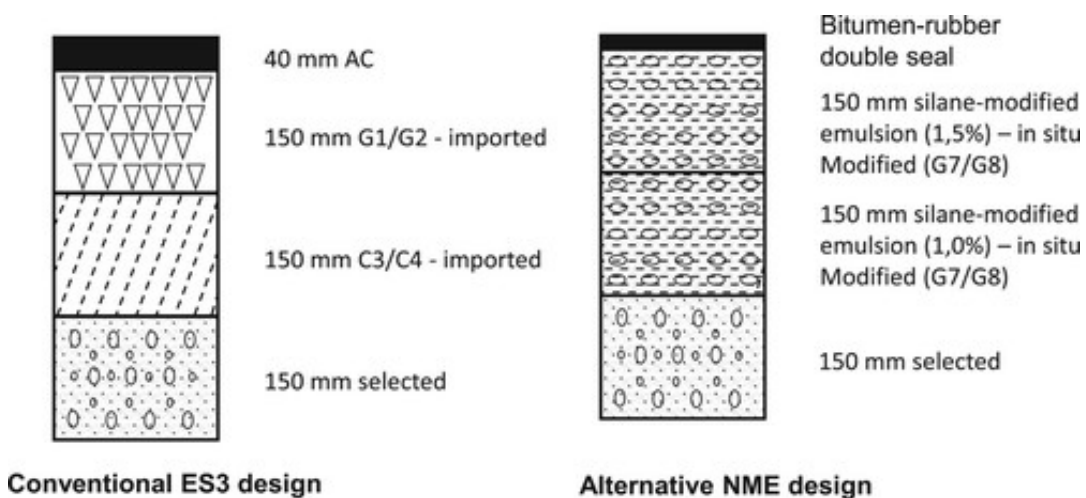 40 mm AC
150 mm G1/G2 - imported
150 mm C3/C4 - imported
150 mm selected
Conventional ES3 design
Bitumen-rubber
double seal
150 mm silane-modified
emulsion (1,5%) – in situ
Modified (G7/G8)
150 mm silane-modified
emulsion (1,0%) – in situ
Modified (G7/G8)
150 mm selected
Alternative NME design